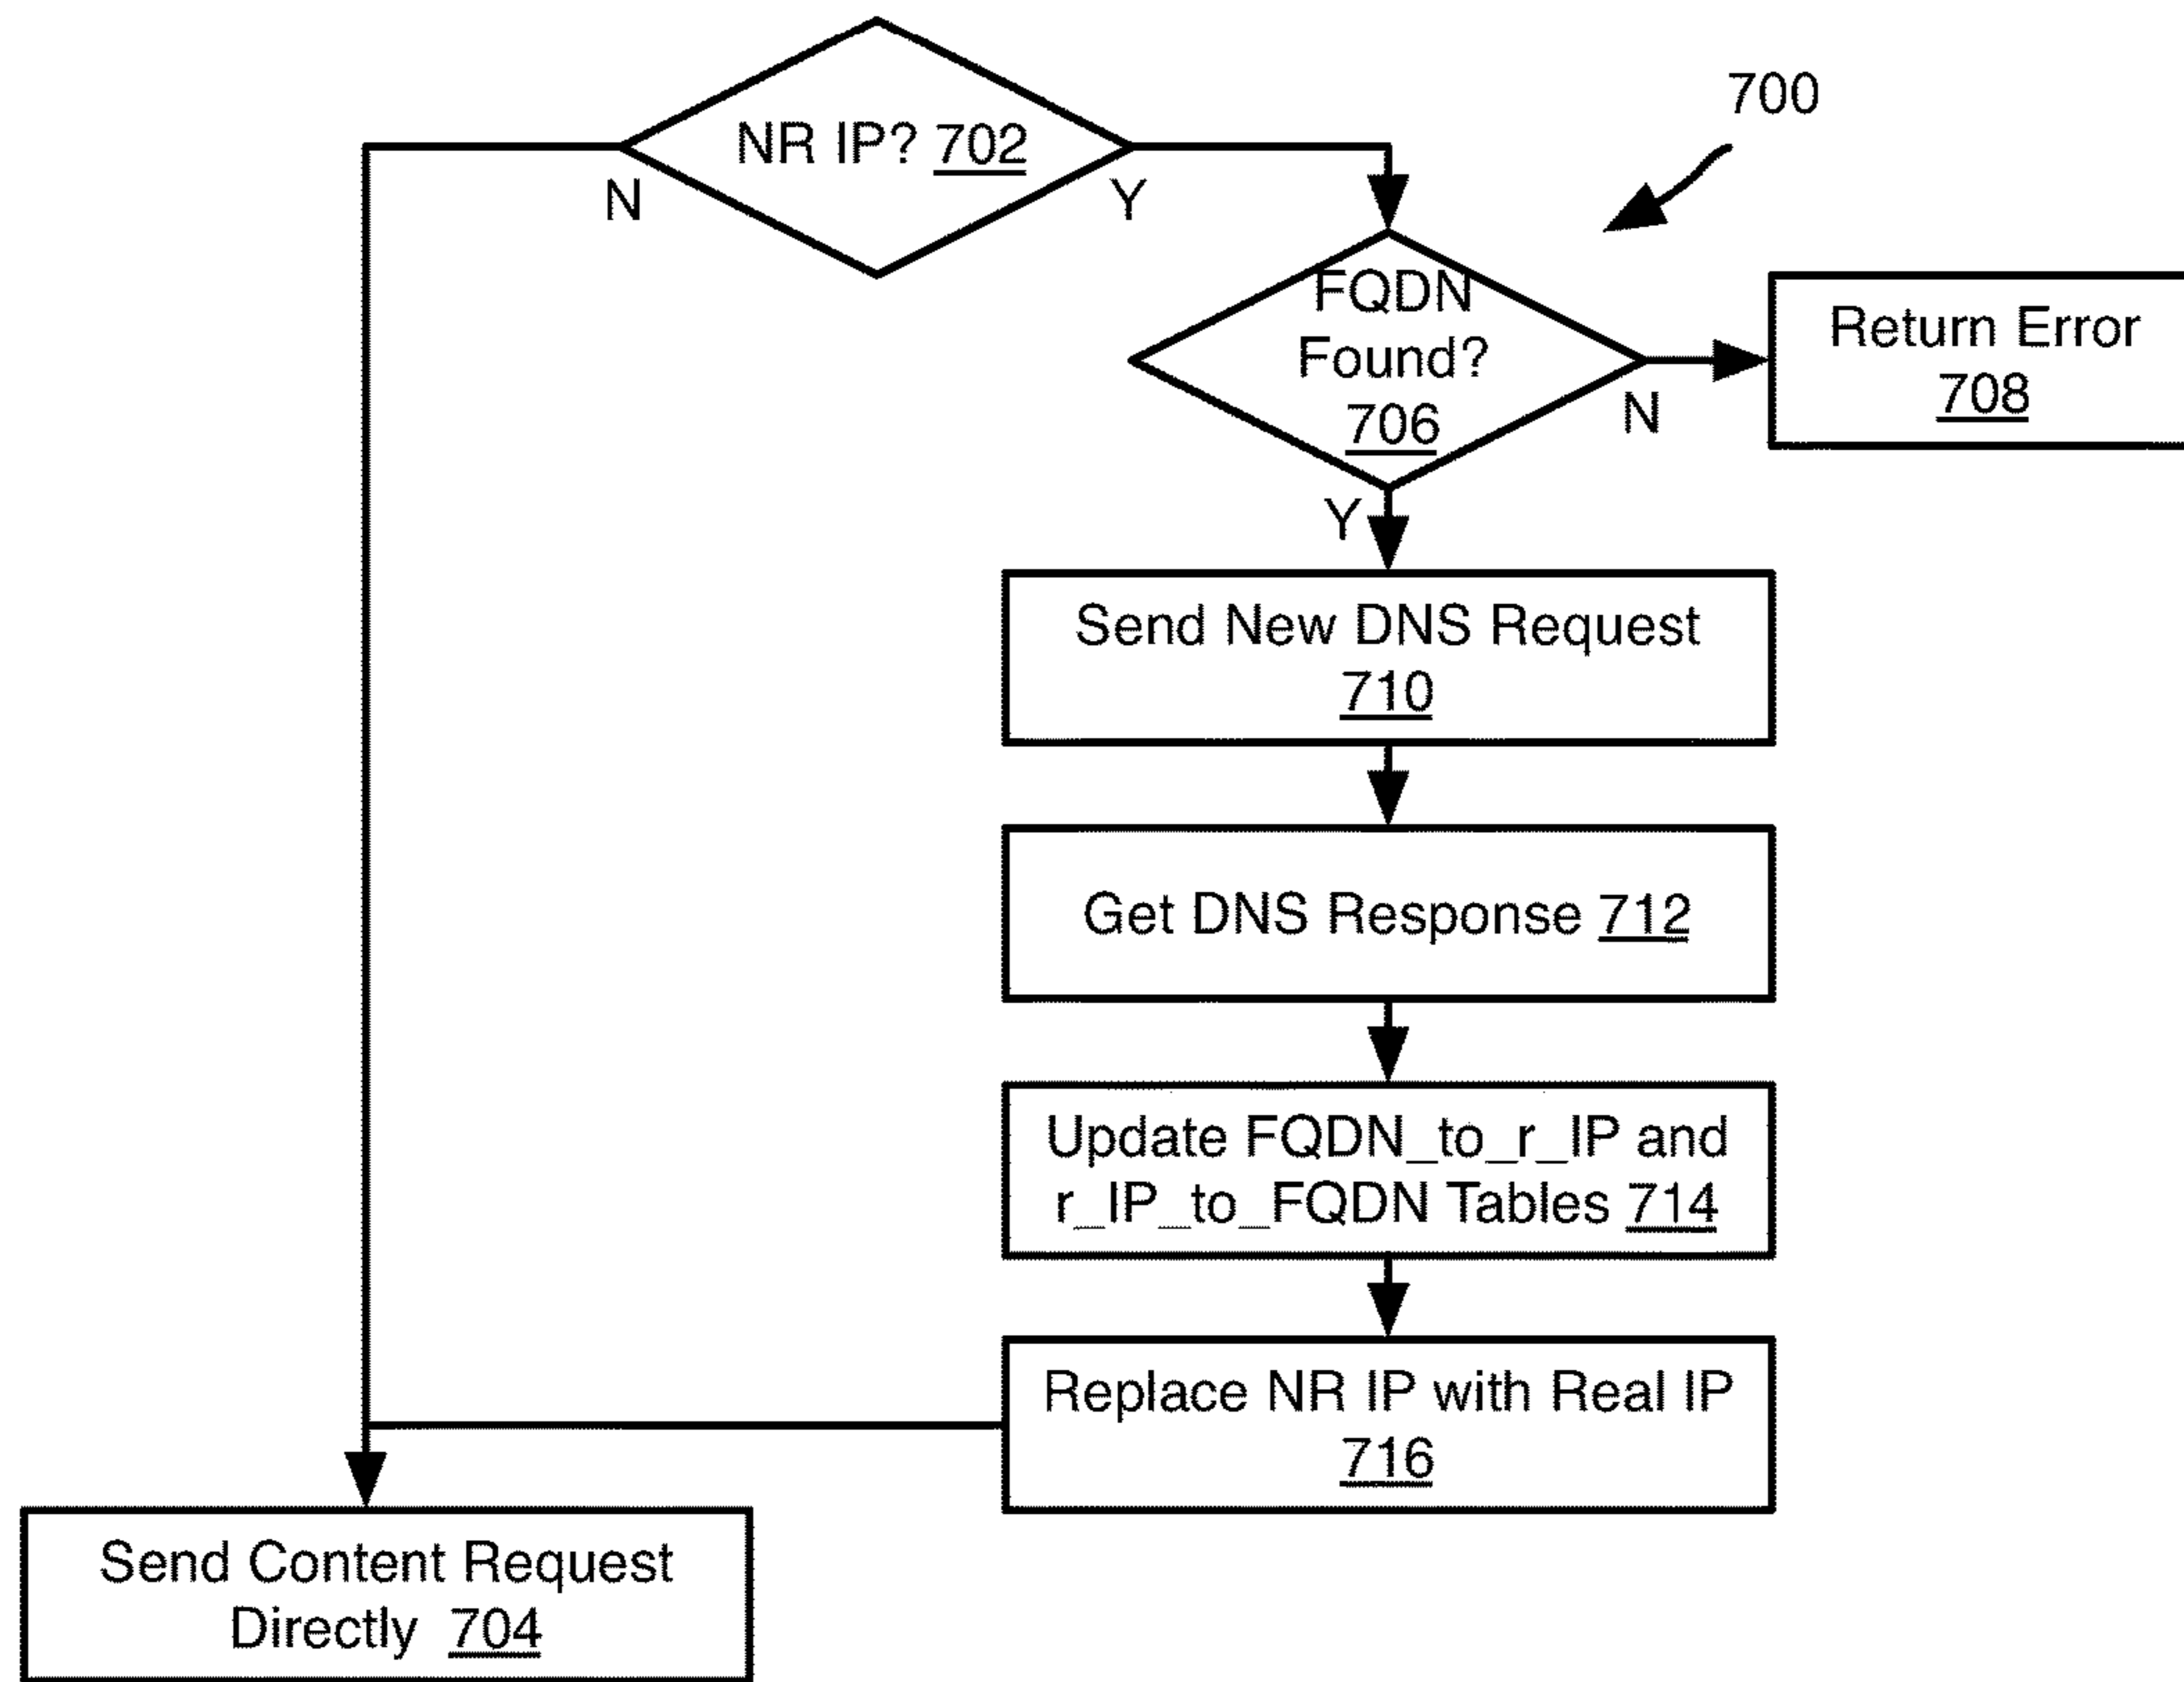 700
NR IP? 702
N
Y
FQDN
Found?
706
N
Y
Return Error
708
Send New DNS Request
710
Get DNS Response 712
Update FQDN_to_r_IP and
r_IP_to_FQDN Tables 714
Replace NR IP with Real IP
716
Send Content Request
Directly 704